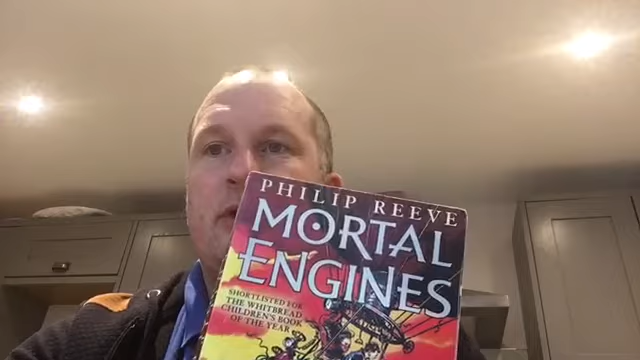 PHILIP REEVE
MORTAL
ENGINES
SHORTLISTED FOR
THE WHITBREAD
CHILDREN'S BOOK
OF THE YEAR